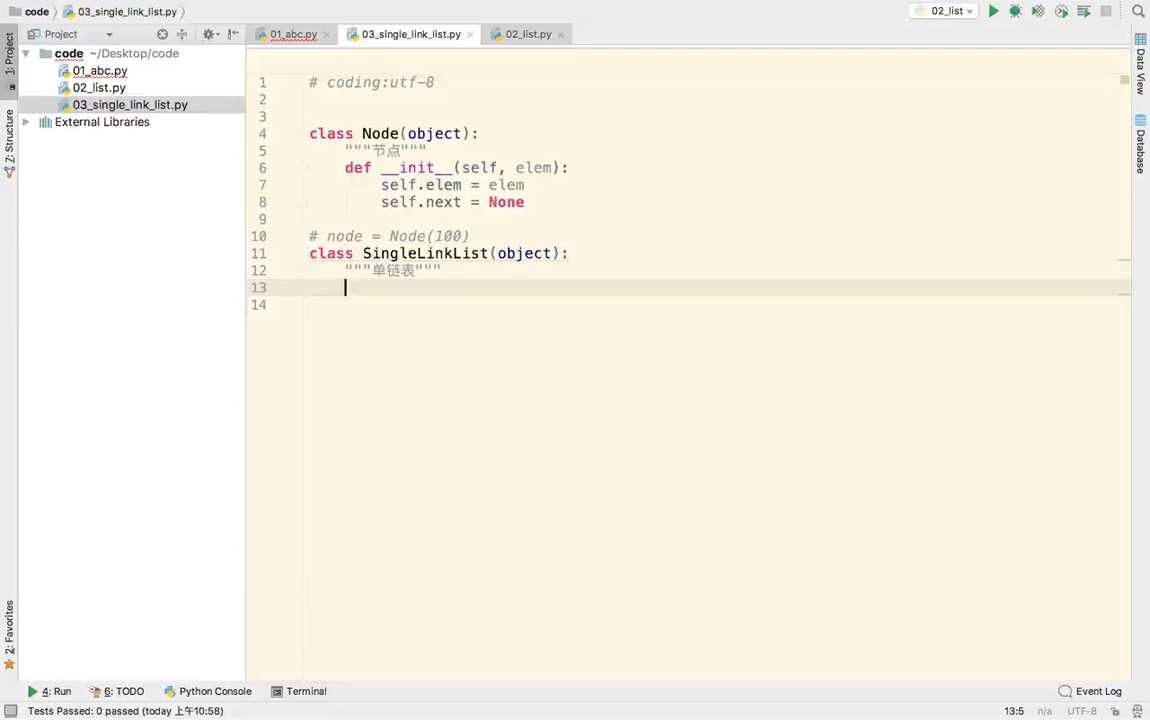 code
03_single_link_list.py
02_list
Project
01_abc.py
03_single_link_list.py
02_list.py
1: Project
code ~/Desktop/code
01_abc.py
02_list.py
03_single_link_list.py
External Libraries
Z: Structure
2: Favorites
1 # coding:utf-8
2
3
4 class Node(object):
5 """节点"""
6 def __init__(self, elem):
7 self.elem = elem
8 self.next = None
9
10 # node = Node(100)
11 class SingleLinkList(object):
12 """单链表"""
13
14
Data View
Database
4: Run
6: TODO
Python Console
Terminal
Event Log
Tests Passed: 0 passed (today 上午10:58)
13:5
n/a
UTF-8